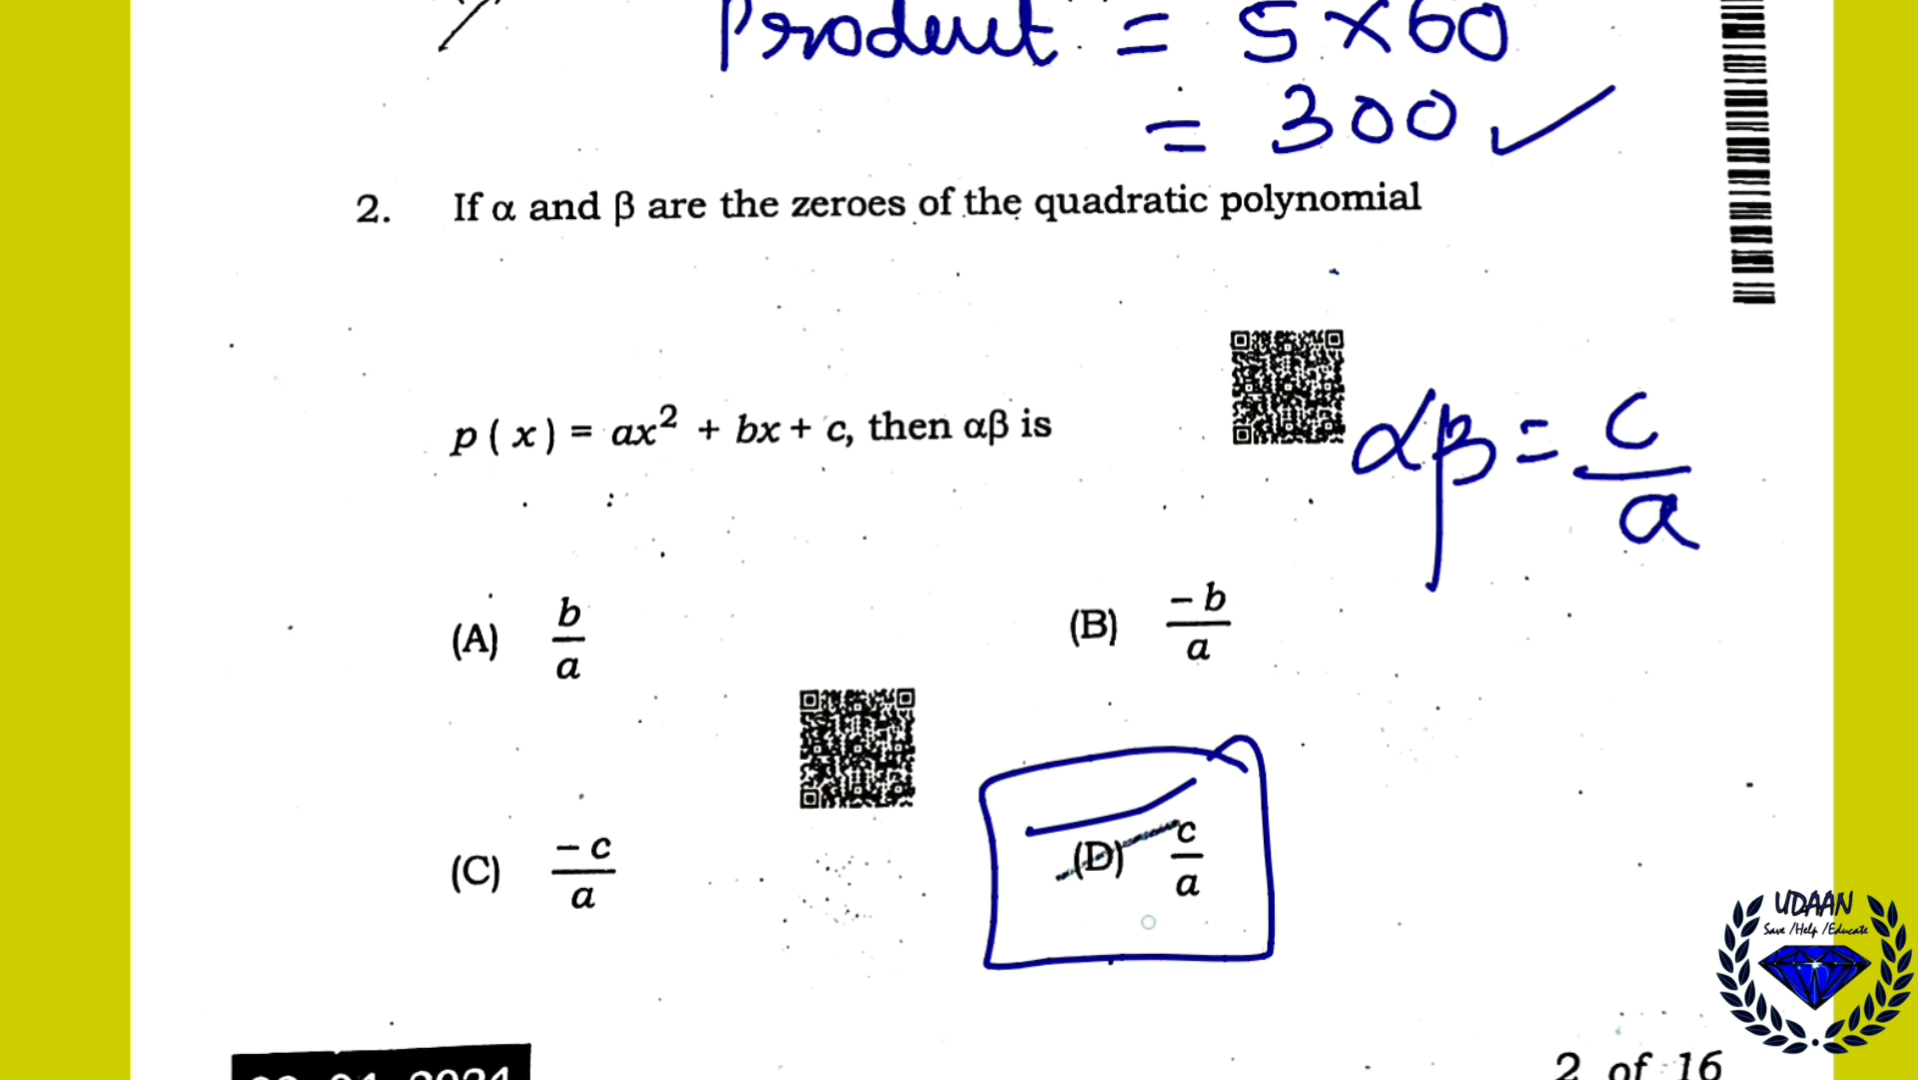 Product = 5 × 60
= 300 ✓
2. If α and β are the zeroes of the quadratic polynomial
p ( x ) = ax² + bx + c, then αβ is
αβ = c/a
(A) b/a
(B) – b/a
(C) – c/a
(D) c/a
UDAAN
Save /Help /Educate
2 of 16